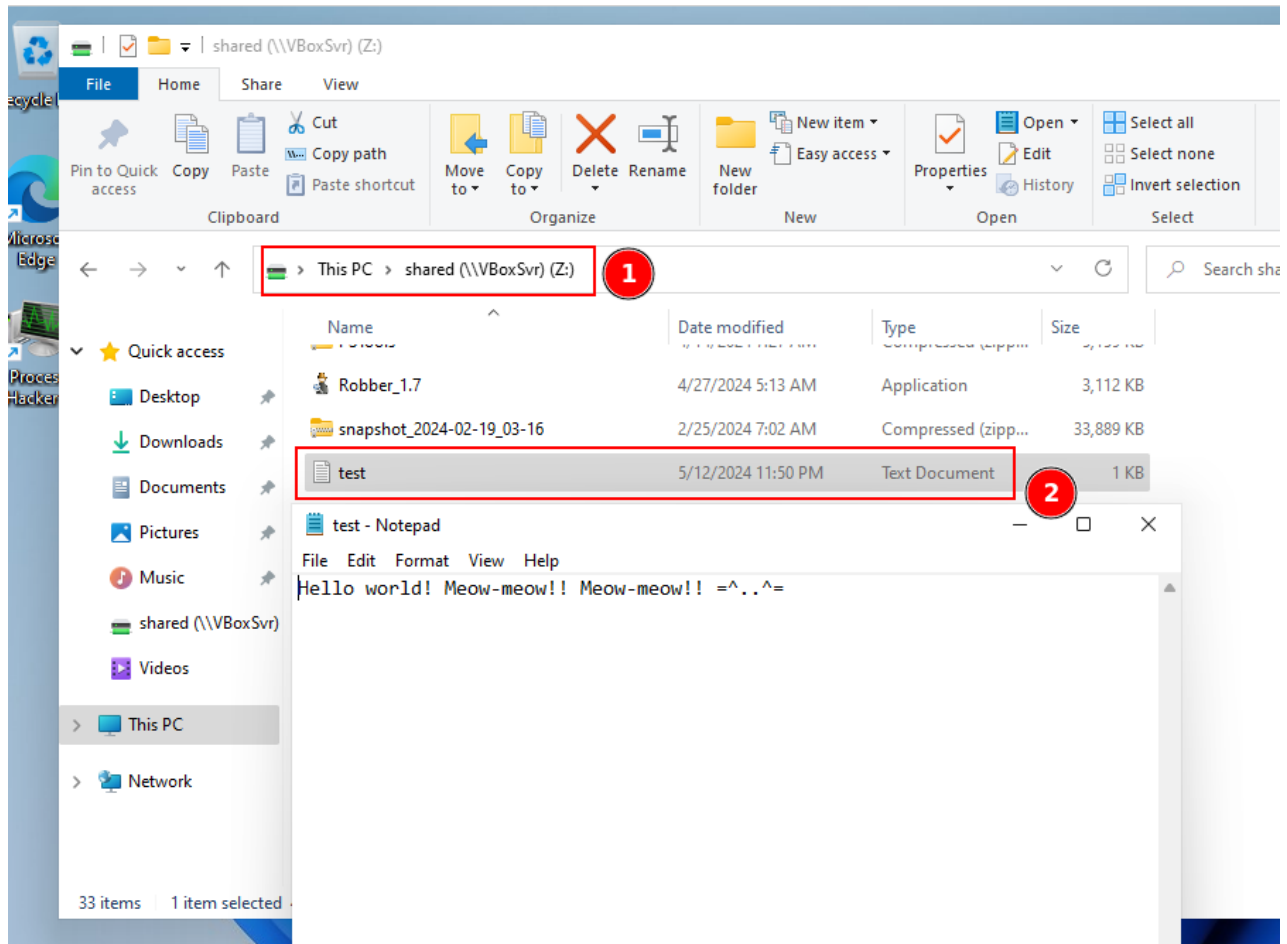 shared (\\VBoxSvr) (Z:)
File Home Share View
Pin to Quick access
Copy
Paste
Cut
Copy path
Paste shortcut
Clipboard
Move to
Copy to
Delete
Rename
Organize
New folder
New item
Easy access
New
Properties
Open
Edit
History
Open
Select all
Select none
Invert selection
Select
This PC > shared (\\VBoxSvr) (Z:)
1
Search sha
Name Date modified Type Size
Robber_1.7 4/27/2024 5:13 AM Application 3,112 KB
snapshot_2024-02-19_03-16 2/25/2024 7:02 AM Compressed (zipp... 33,889 KB
test 5/12/2024 11:50 PM Text Document 1 KB
2
Quick access
Desktop
Downloads
Documents
Pictures
Music
shared (\\VBoxSvr)
Videos
This PC
Network
33 items 1 item selected
test - Notepad
File Edit Format View Help
Hello world! Meow-meow!! Meow-meow!! =^..^=
ecycle
Microso
Edge
Proces
Hacker